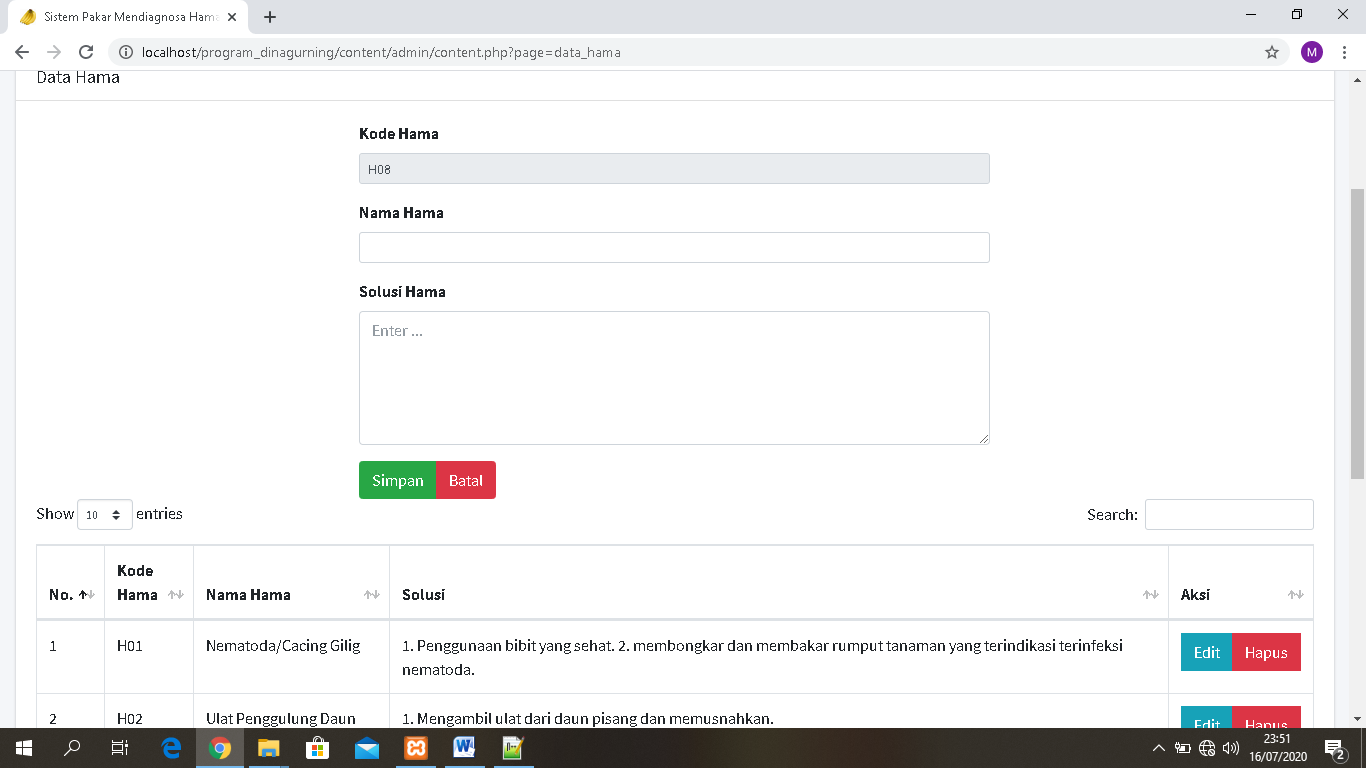 Sistem Pakar Mendiagnosa Hama
localhost/program_dinagurning/content/admin/content.php?page=data_hama
M
Data Hama
Kode Hama
H08
Nama Hama
Solusi Hama
Enter ...
Simpan Batal
Show 10 entries Search:
No. Kode Hama Nama Hama Solusi Aksi
1 H01 Nematoda/Cacing Gilig 1. Penggunaan bibit yang sehat. 2. membongkar dan membakar rumput tanaman yang terindikasi terinfeksi
nematoda. Edit Hapus
2 H02 Ulat Penggulung Daun 1. Mengambil ulat dari daun pisang dan memusnahkan. Edit Hapus
23:51
16/07/2020
2